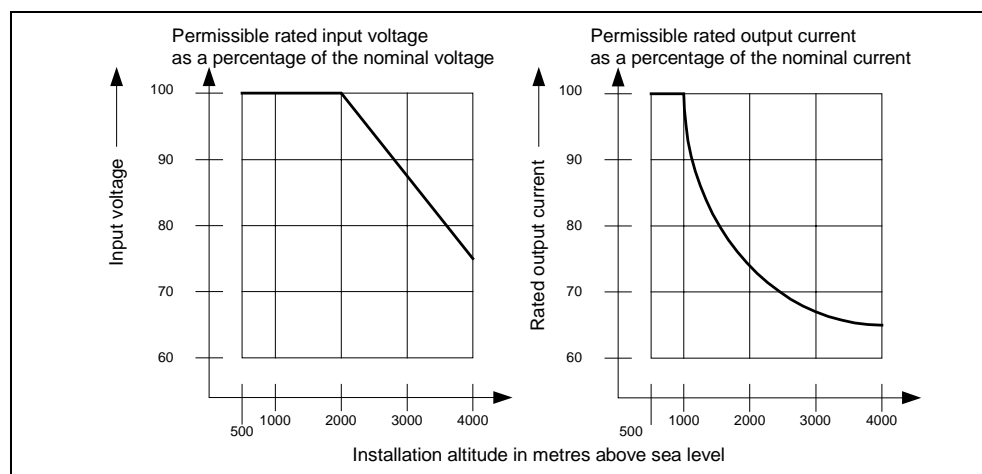 Permissible rated input voltage
as a percentage of the nominal voltage
Input voltage
100
90
80
70
60
500
1000
2000
3000
4000
Permissible rated output current
as a percentage of the nominal current
Rated output current
100
90
80
70
60
500
1000
2000
3000
4000
Installation altitude in metres above sea level